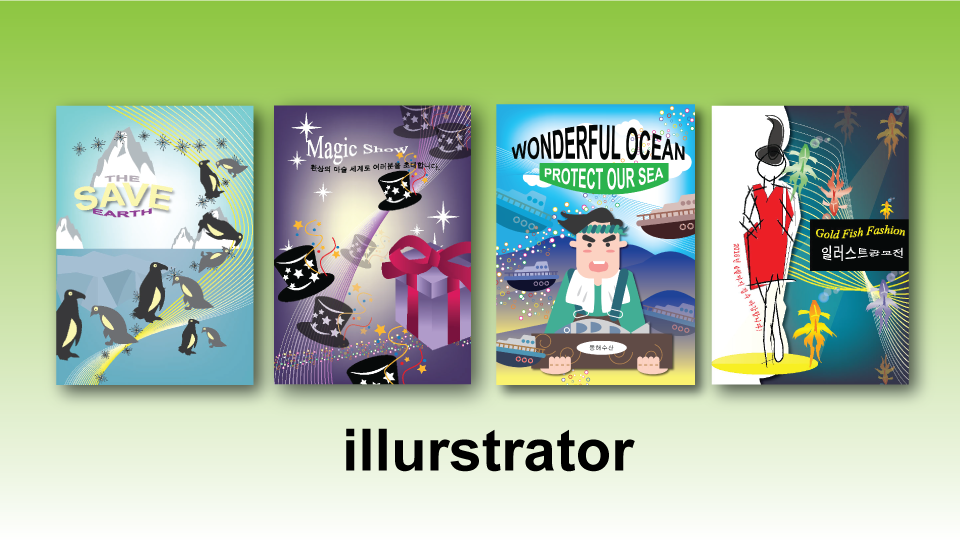 THE
SAVE
EARTH
Magic Show
환상의 마술 세계로 여러분을 초대합니다.
WONDERFUL OCEAN
PROTECT OUR SEA
동해수산
Gold Fish Fashion
일러스트공모전
illurstrator